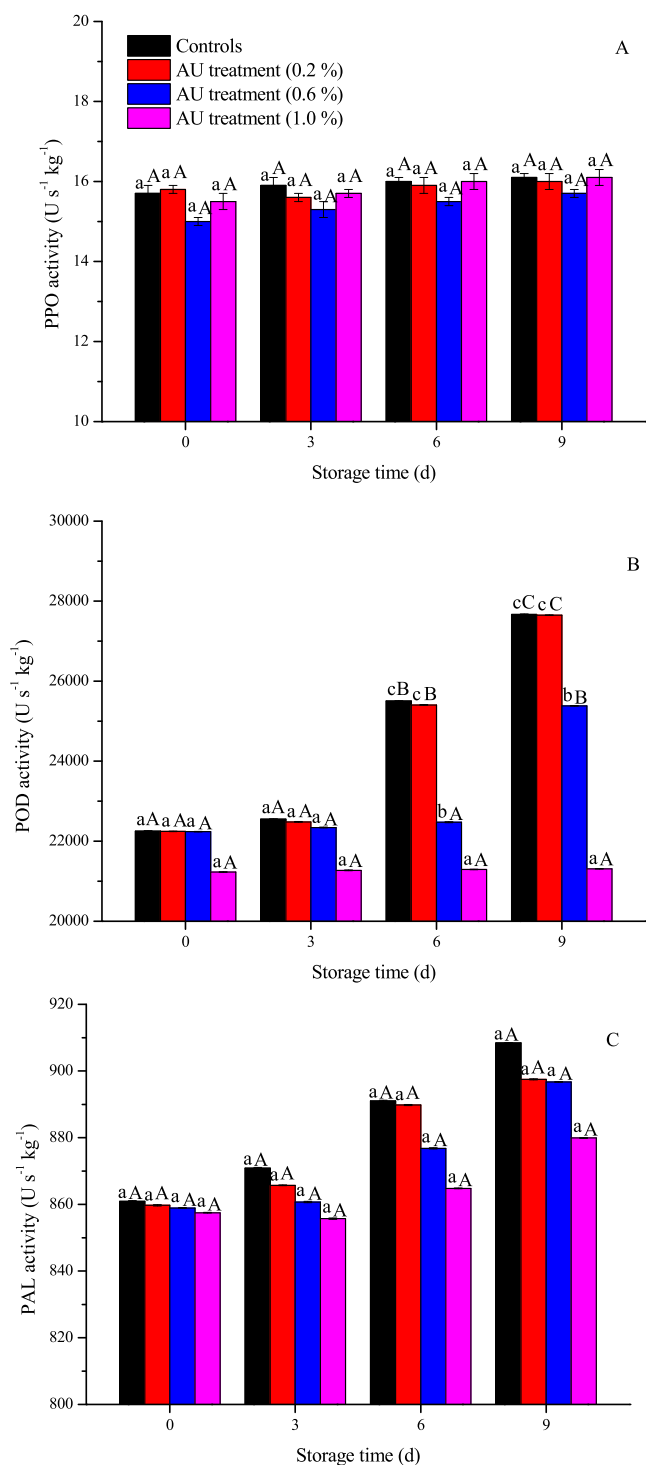 20
18
16
14
12
10
PPO activity (U s⁻¹ kg⁻¹)
Controls
AU treatment (0.2 %)
AU treatment (0.6 %)
AU treatment (1.0 %)
A
aA aA aA aA aA aA aA aA aA aA aA aA aA aA aA aA
0 3 6 9
Storage time (d)
30000
28000
26000
24000
22000
20000
POD activity (U s⁻¹ kg⁻¹)
B
aA aA aA aA aA aA aA aA cB cB bA aA cC cC bB aA
0 3 6 9
Storage time (d)
920
900
880
860
840
820
800
PAL activity (U s⁻¹ kg⁻¹)
C
aA aA aA aA aA aA aA aA aA aA aA aA aA aA aA aA
0 3 6 9
Storage time (d)